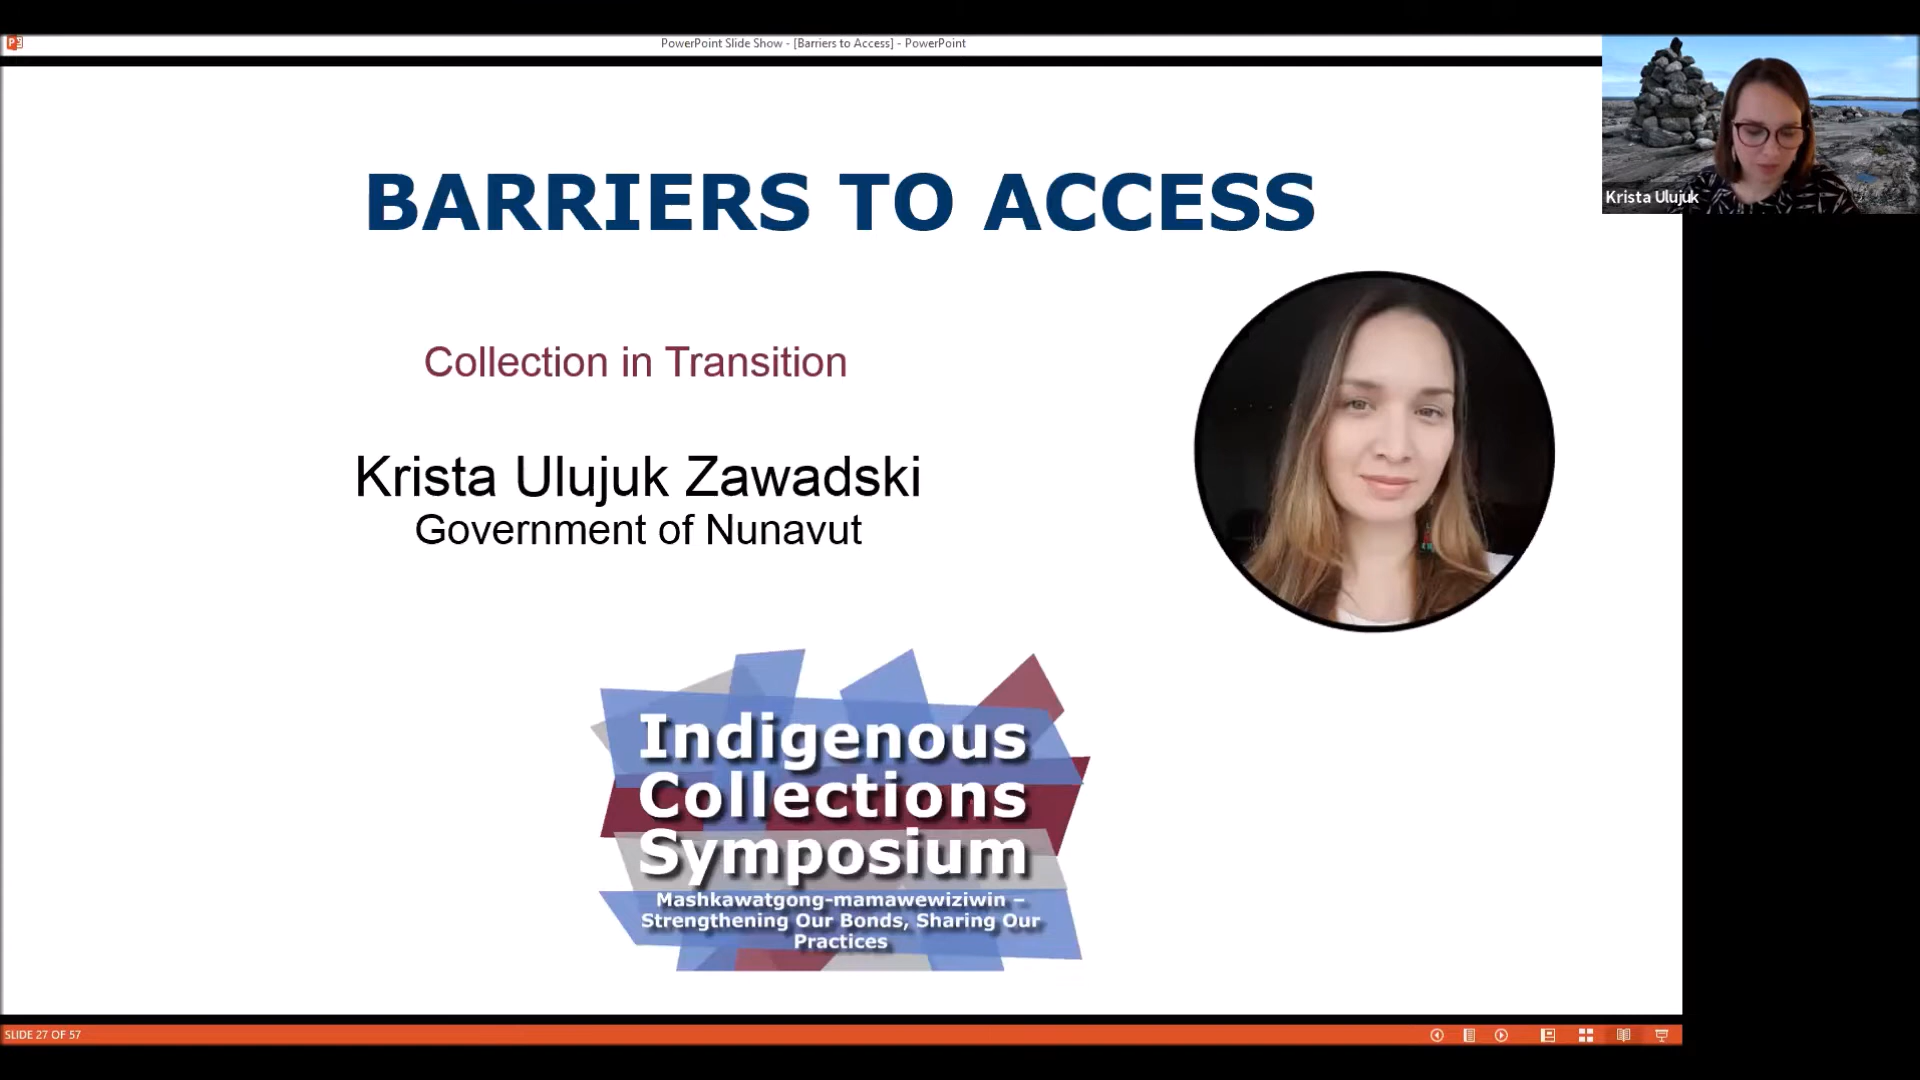 PowerPoint Slide Show - [Barriers to Access] - PowerPoint
Krista Ulujuk
BARRIERS TO ACCESS
Collection in Transition
Krista Ulujuk Zawadski
Government of Nunavut
Indigenous
Collections
Symposium
Mashkawatgong-mamawewiziwin –
Strengthening Our Bonds, Sharing Our
Practices
SLIDE 27 OF 57